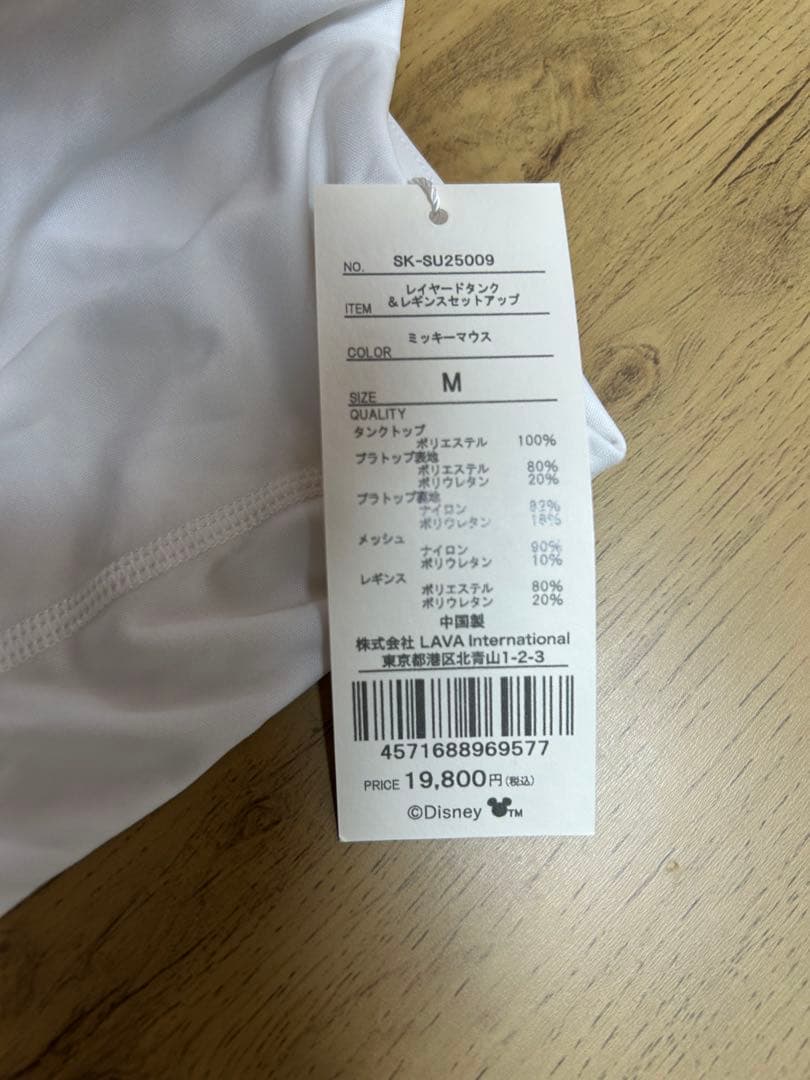 NO. SK-SU25009
ITEM レイヤードタンク
&レギンスセットアップ
COLOR ミッキーマウス
SIZE M
QUALITY
タンクトップ
ポリエステル 100%
ブラトップ表地
ポリエステル 80%
ポリウレタン 20%
ブラトップ裏地
ナイロン 82%
ポリウレタン 18%
メッシュ
ナイロン 90%
ポリウレタン 10%
レギンス
ポリエステル 80%
ポリウレタン 20%
中国製
株式会社 LAVA International
東京都港区北青山1-2-3
4571688969577
PRICE 19,800円(税込)
©Disney TM